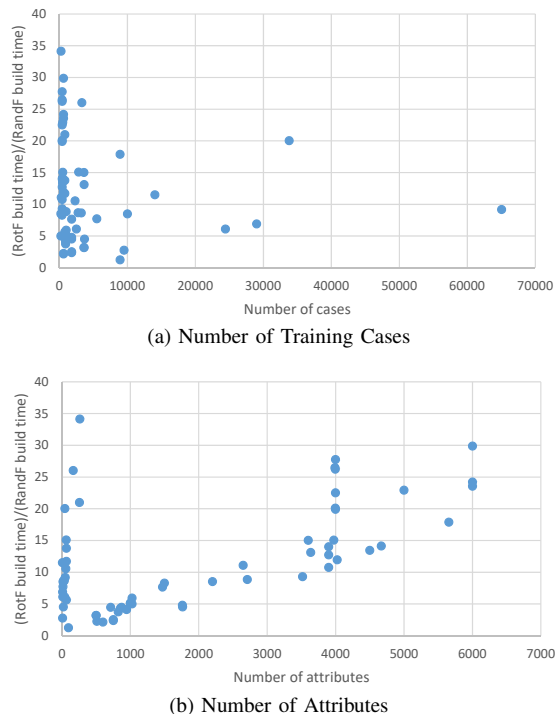 40
35
30
25
20
15
10
5
0
(RotF build time)/(RandF build time)
0 10000 20000 30000 40000 50000 60000 70000
Number of cases
(a) Number of Training Cases
40
35
30
25
20
15
10
5
0
(RotF build time)/(RandF build time)
0 1000 2000 3000 4000 5000 6000 7000
Number of attributes
(b) Number of Attributes